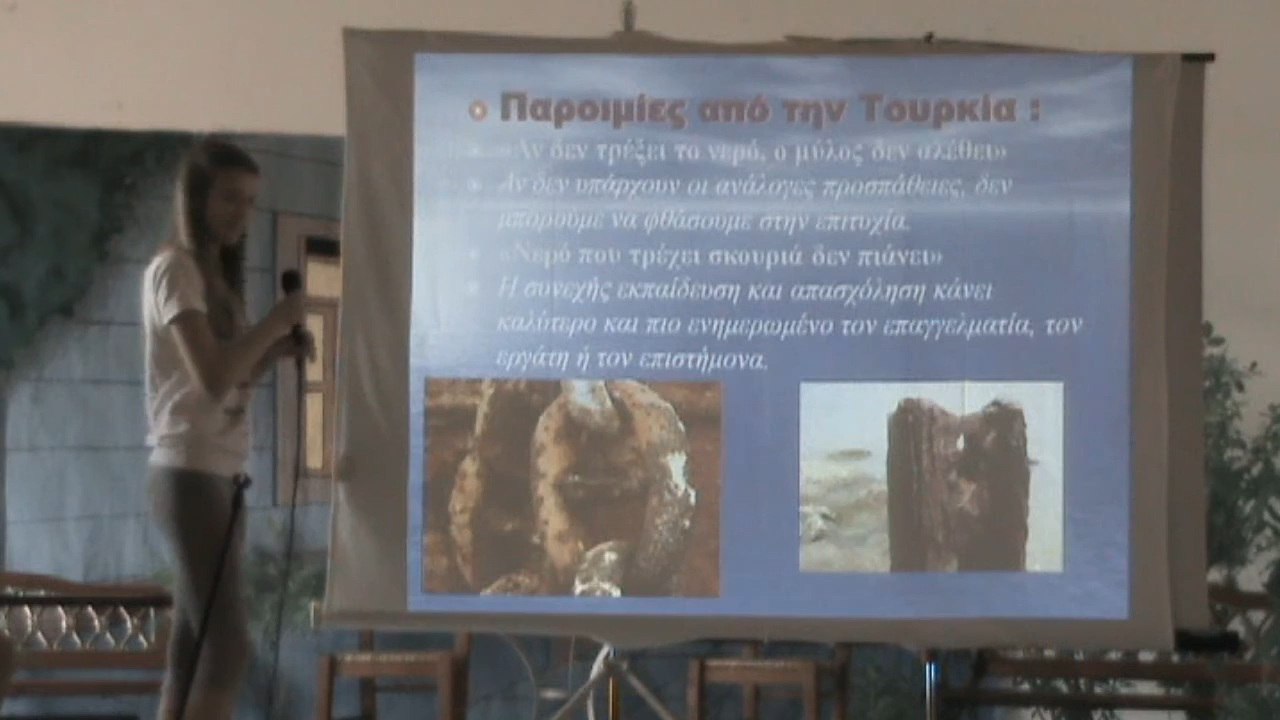 Παροιμίες από την Τουρκία :
«Αν δεν τρέξει το νερό, ο μύλος δεν αλέθει»
Αν δεν υπάρχουν οι ανάλογες προσπάθειες, δεν
μπορούμε να φθάσουμε στην επιτυχία.
«Νερό που τρέχει σκουριά δεν πιάνει»
Η συνεχής εκπαίδευση και απασχόληση κάνει
καλύτερο και πιο ενημερωμένο τον επαγγελματία, τον
εργάτη ή τον επιστήμονα.